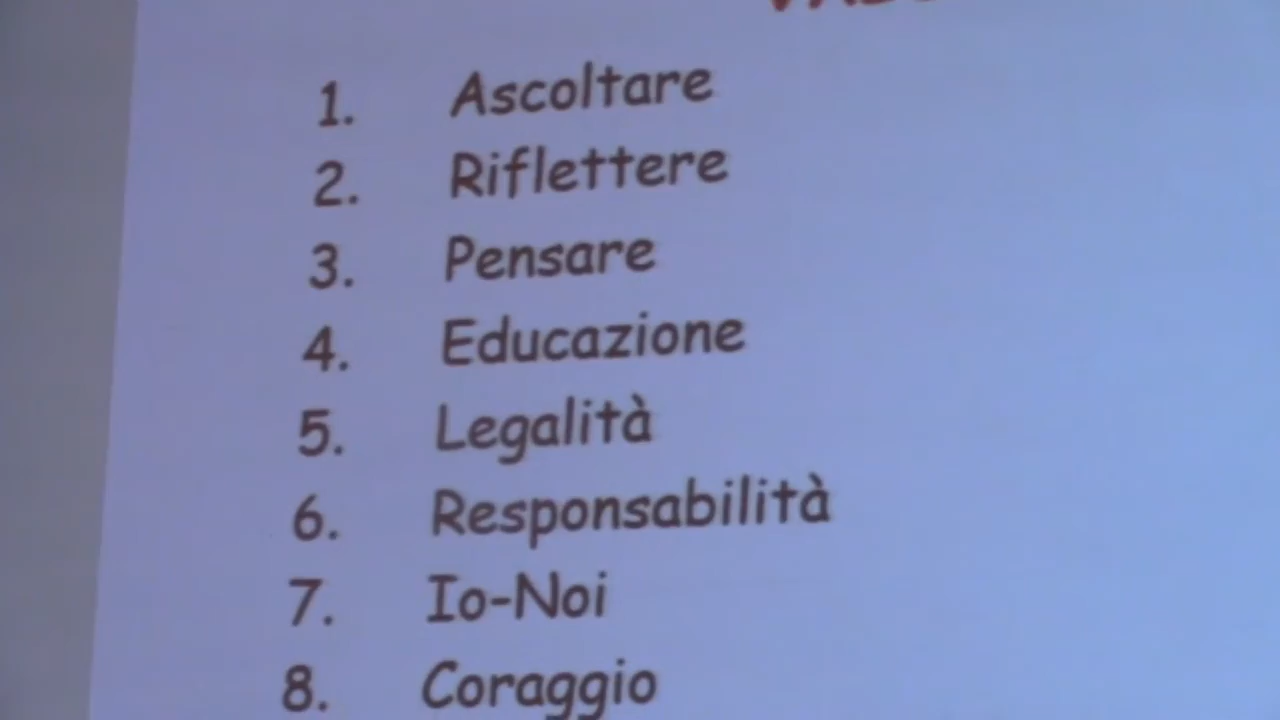 1. Ascoltare
2. Riflettere
3. Pensare
4. Educazione
5. Legalità
6. Responsabilità
7. Io-Noi
8. Coraggio